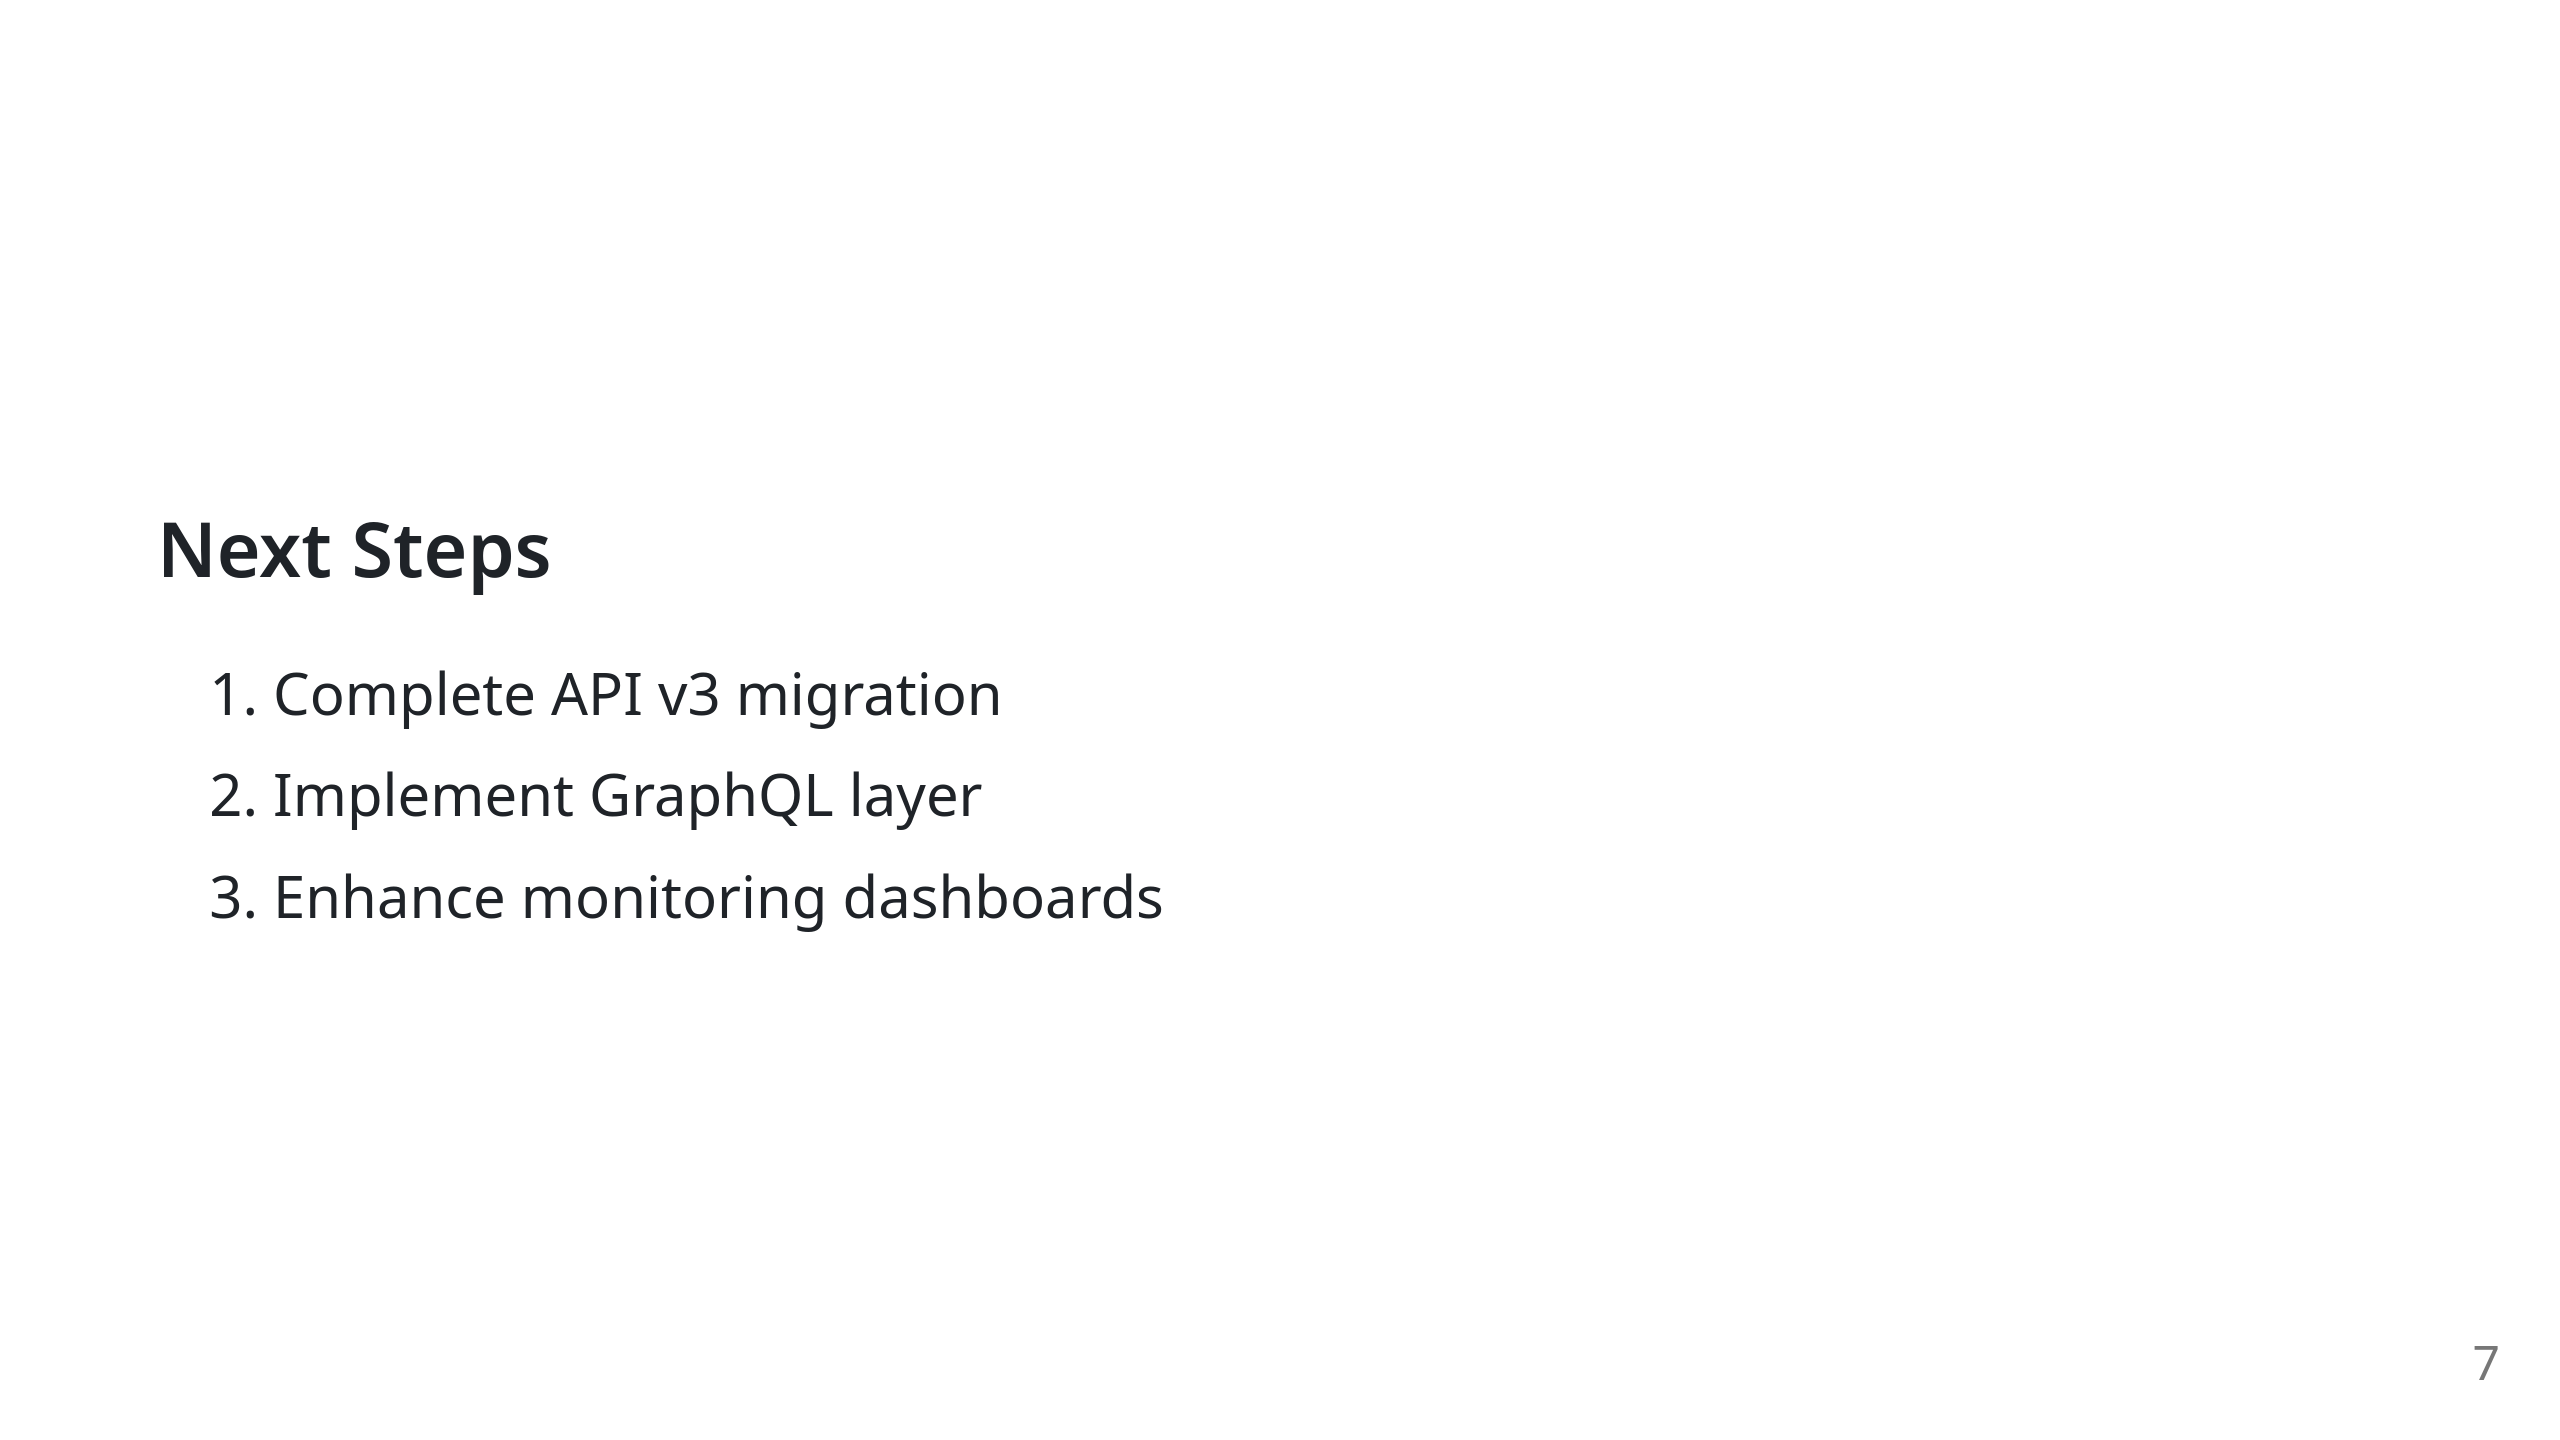 Next Steps
1. Complete API v3 migration
2. Implement GraphQL layer
3. Enhance monitoring dashboards
7